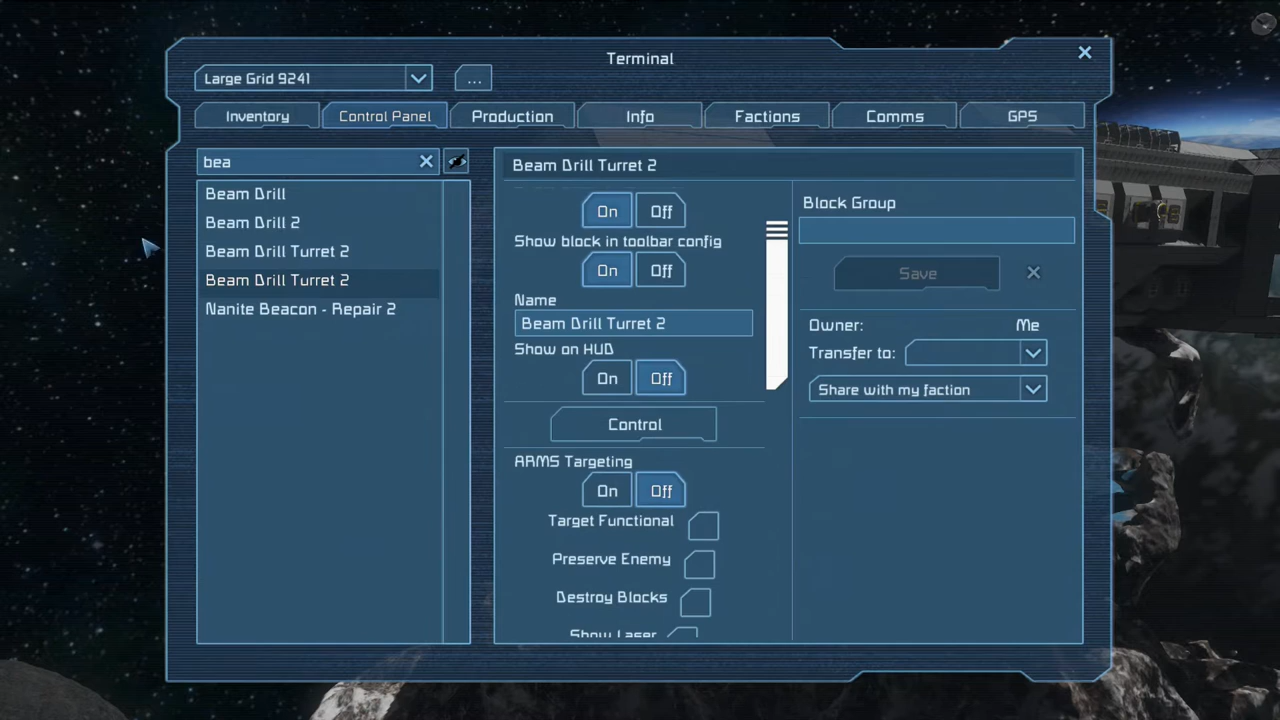 Terminal
Large Grid 9241
...
Inventory
Control Panel
Production
Info
Factions
Comms
GPS
bea
Beam Drill
Beam Drill 2
Beam Drill Turret 2
Beam Drill Turret 2
Nanite Beacon - Repair 2
Beam Drill Turret 2
On Off
Show block in toolbar config
On Off
Name
Beam Drill Turret 2
Show on HUD
On Off
Control
ARMS Targeting
On Off
Target Functional
Preserve Enemy
Destroy Blocks
Show Laser
Block Group
Save
Owner: Me
Transfer to:
Share with my faction